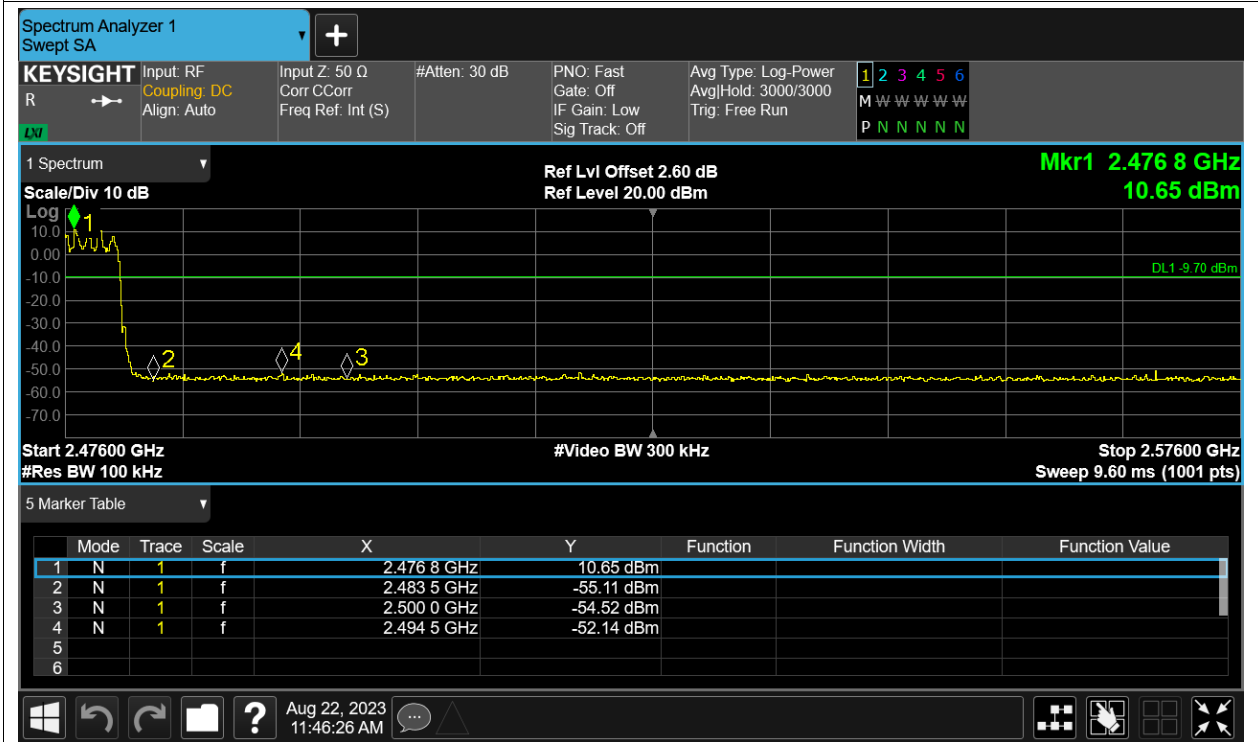 Spectrum Analyzer 1
Swept SA
+
KEYSIGHT Input: RF Input Z: 50 Ω #Atten: 30 dB PNO: Fast Avg Type: Log-Power 1 2 3 4 5 6
R Coupling: DC Corr CCorr Gate: Off Avg|Hold: 3000/3000 M W W W W W
Align: Auto Freq Ref: Int (S) IF Gain: Low Trig: Free Run
LXI Sig Track: Off P N N N N N
1 Spectrum Ref Lvl Offset 2.60 dB Mkr1 2.476 8 GHz
Scale/Div 10 dB Ref Level 20.00 dBm 10.65 dBm
Log
1
10.0
0.00
DL1 -9.70 dBm
-10.0
-20.0
-30.0
-40.0
2 4 3
-50.0
-60.0
-70.0
Start 2.47600 GHz #Video BW 300 kHz Stop 2.57600 GHz
#Res BW 100 kHz Sweep 9.60 ms (1001 pts)
5 Marker Table
Mode Trace Scale X Y Function Function Width Function Value
1 N 1 f 2.476 8 GHz 10.65 dBm
2 N 1 f 2.483 5 GHz -55.11 dBm
3 N 1 f 2.500 0 GHz -54.52 dBm
4 N 1 f 2.494 5 GHz -52.14 dBm
5
6
? Aug 22, 2023
11:46:26 AM